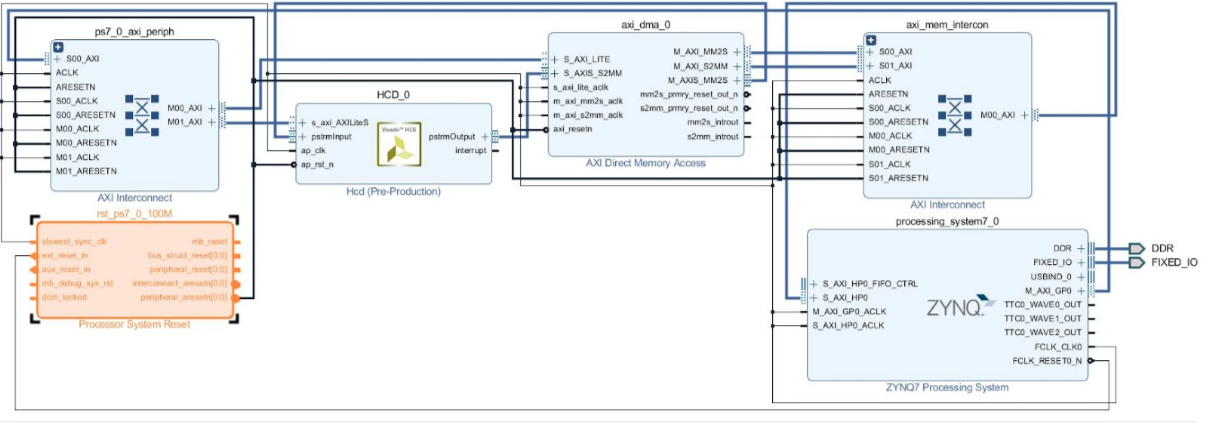 ps7_0_axi_periph
S00_AXI
ACLK
ARESETN
S00_ACLK
S00_ARESETN
M00_ACLK
M00_ARESETN
M01_ACLK
M01_ARESETN
M00_AXI
M01_AXI
AXI Interconnect
HCD_0
s_axi_AXILiteS
pstrmInput
ap_clk
ap_rst_n
Vivado™ HLS
pstrmOutput
interrupt
Hcd (Pre-Production)
axi_dma_0
S_AXI_LITE
S_AXIS_S2MM
s_axi_lite_aclk
m_axi_mm2s_aclk
m_axi_s2mm_aclk
axi_resetn
M_AXI_MM2S
M_AXI_S2MM
M_AXIS_MM2S
mm2s_prmry_reset_out_n
s2mm_prmry_reset_out_n
mm2s_introut
s2mm_introut
AXI Direct Memory Access
axi_mem_intercon
S00_AXI
S01_AXI
ACLK
ARESETN
S00_ACLK
S00_ARESETN
M00_ACLK
M00_ARESETN
S01_ACLK
S01_ARESETN
M00_AXI
AXI Interconnect
rst_ps7_0_100M
slowest_sync_clk
ext_reset_in
aux_reset_in
mb_debug_sys_rst
dcm_locked
mb_reset
bus_struct_reset[0:0]
peripheral_reset[0:0]
interconnect_aresetn[0:0]
peripheral_aresetn[0:0]
Processor System Reset
processing_system7_0
S_AXI_HP0_FIFO_CTRL
S_AXI_HP0
M_AXI_GP0_ACLK
S_AXI_HP0_ACLK
ZYNQ
DDR
FIXED_IO
USBIND_0
M_AXI_GP0
TTC0_WAVE0_OUT
TTC0_WAVE1_OUT
TTC0_WAVE2_OUT
FCLK_CLK0
FCLK_RESET0_N
ZYNQ7 Processing System
DDR
FIXED_IO